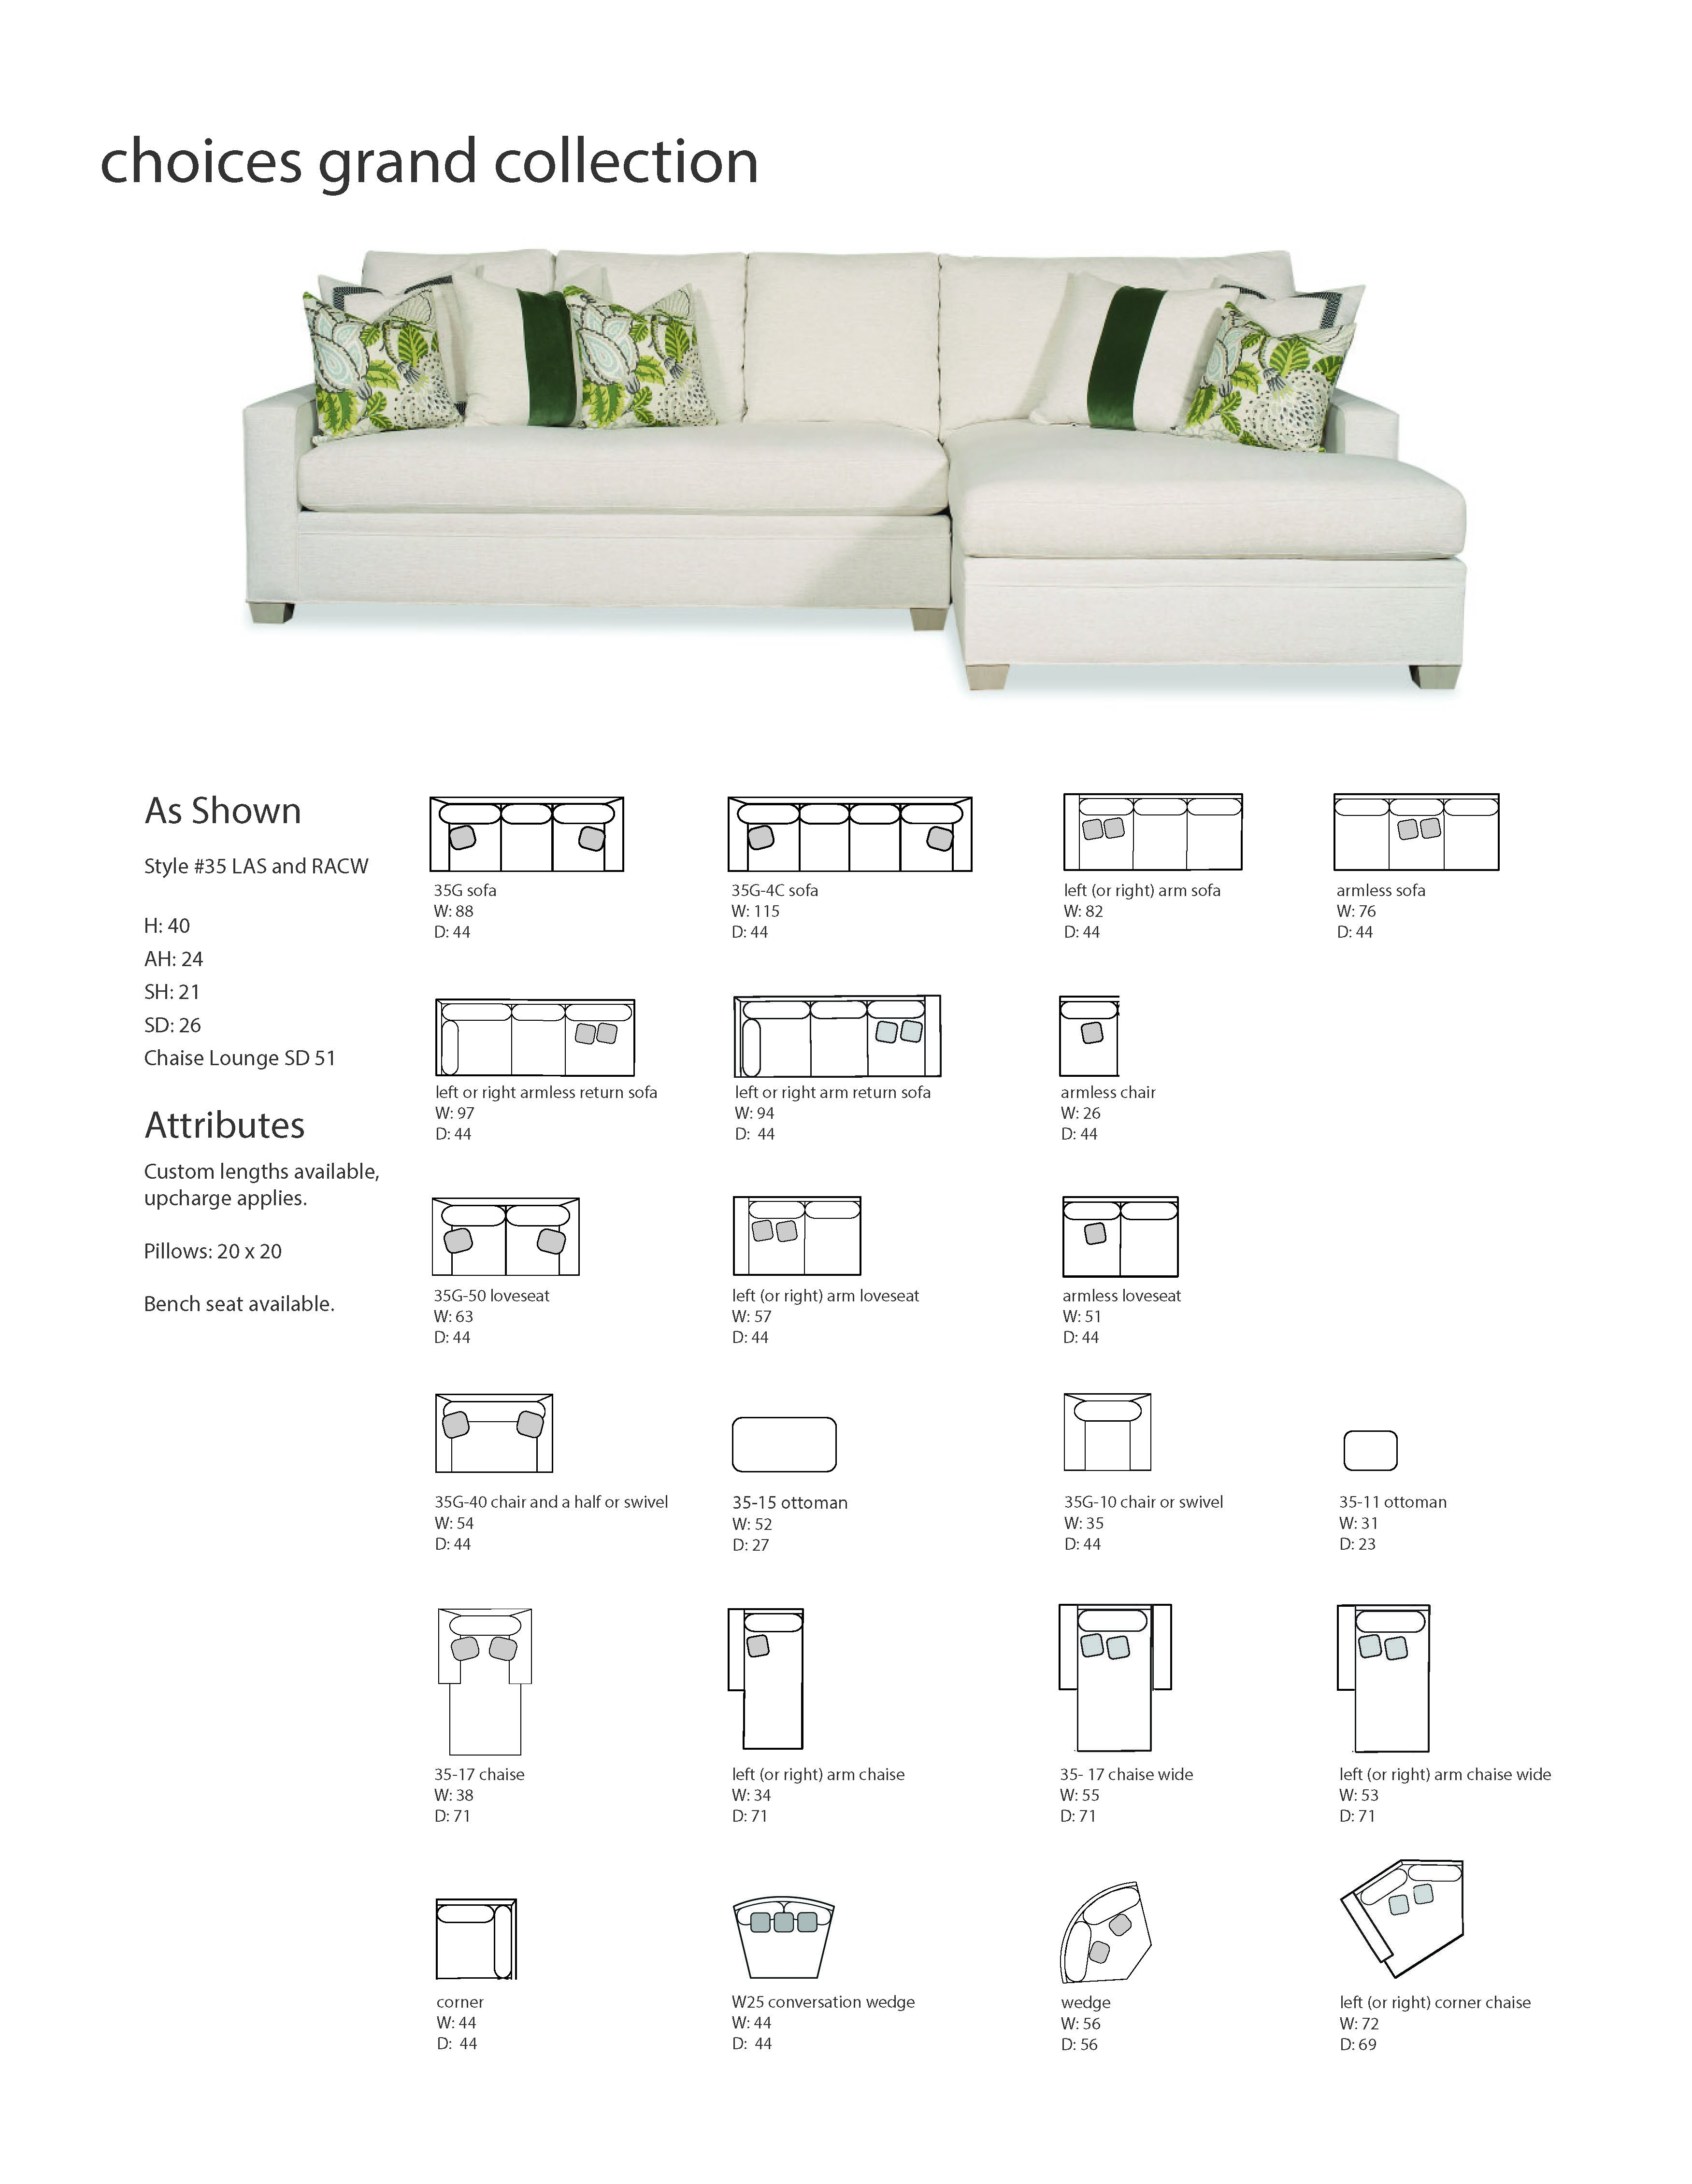 choices grand collection
As Shown
Style #35 LAS and RACW
H: 40
AH: 24
SH: 21
SD: 26
Chaise Lounge SD 51
Attributes
Custom lengths available,
upcharge applies.
Pillows: 20 x 20
Bench seat available.
35G sofa
W: 88
D: 44
35G-4C sofa
W: 115
D: 44
left (or right) arm sofa
W: 82
D: 44
armless sofa
W: 76
D: 44
left or right armless return sofa
W: 97
D: 44
left or right arm return sofa
W: 94
D: 44
armless chair
W: 26
D: 44
35G-50 loveseat
W: 63
D: 44
left (or right) arm loveseat
W: 57
D: 44
armless loveseat
W: 51
D: 44
35G-40 chair and a half or swivel
W: 54
D: 44
35-15 ottoman
W: 52
D: 27
35G-10 chair or swivel
W: 35
D: 44
35-11 ottoman
W: 31
D: 23
35-17 chaise
W: 38
D: 71
left (or right) arm chaise
W: 34
D: 71
35- 17 chaise wide
W: 55
D: 71
left (or right) arm chaise wide
W: 53
D: 71
corner
W: 44
D: 44
W25 conversation wedge
W: 44
D: 44
wedge
W: 56
D: 56
left (or right) corner chaise
W: 72
D: 69